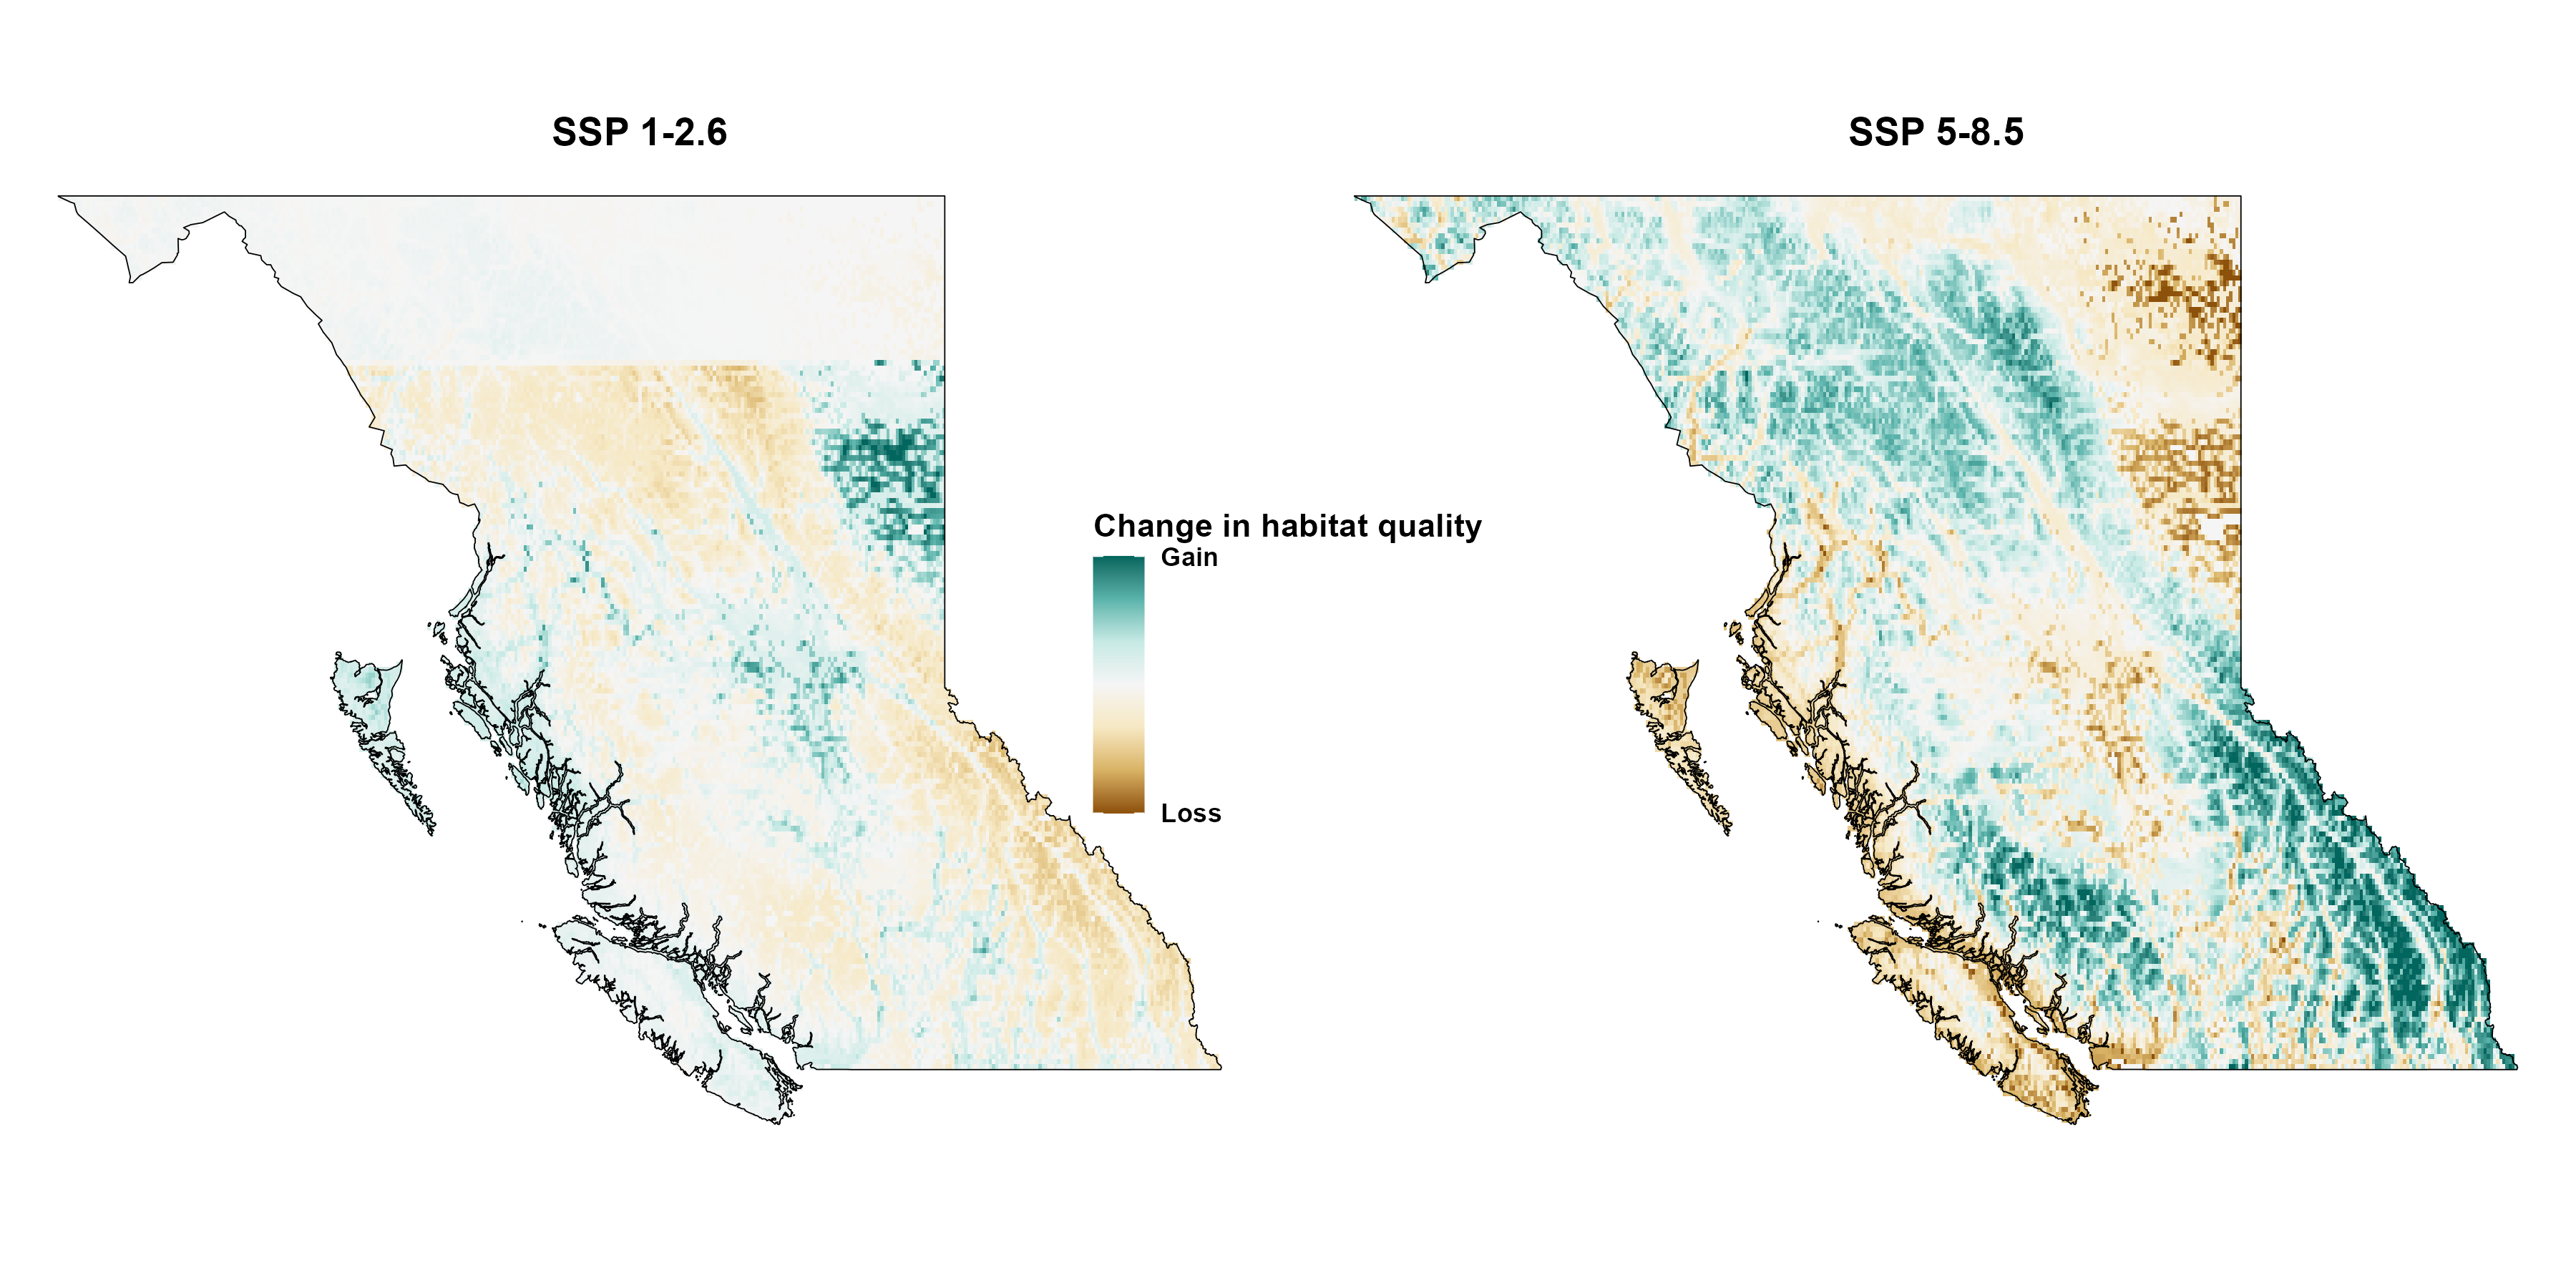 SSP 1-2.6
SSP 5-8.5
Change in habitat quality
Gain
Loss